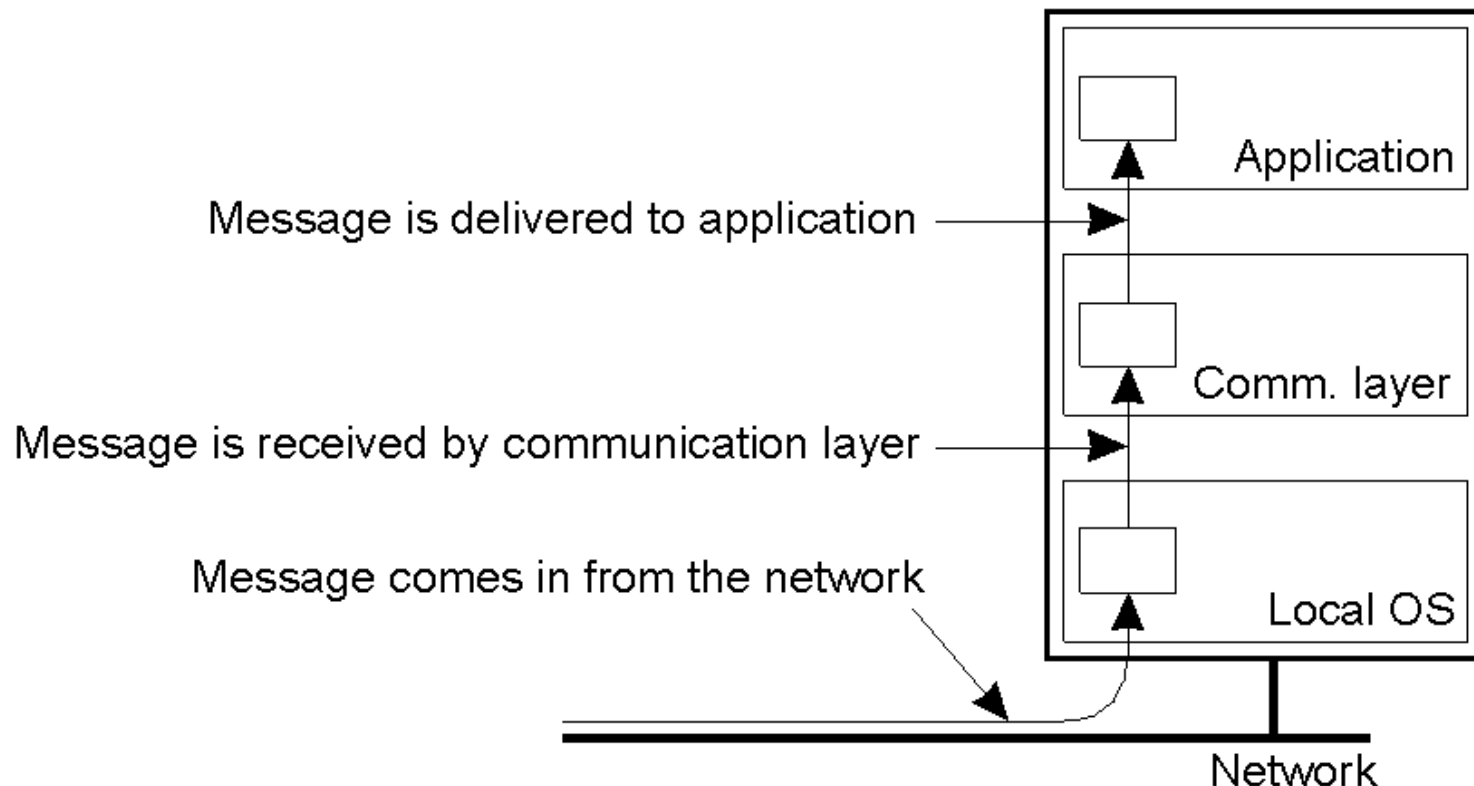 Application
Message is delivered to application
Comm. layer
Message is received by communication layer
Message comes in from the network
Local OS
Network